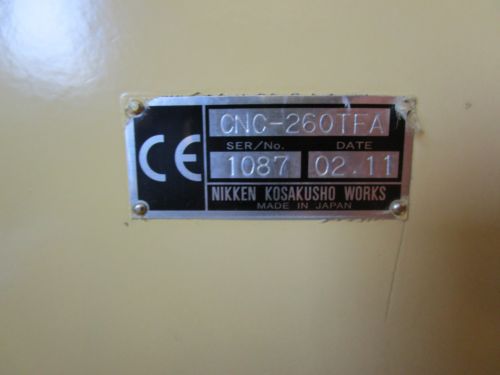 CNC-260TFA
CE
SER/No. DATE
1087 02.11
NIKKEN KOSAKUSHO WORKS
MADE IN JAPAN